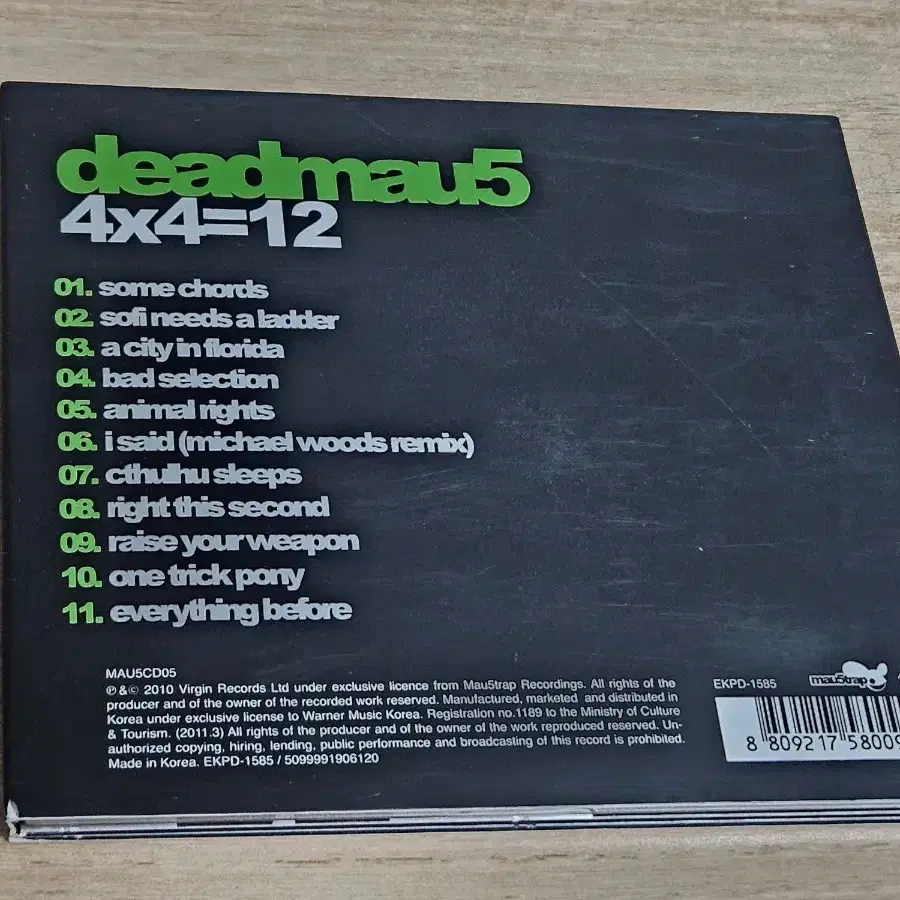 deadmau5
4x4=12
01. some chords
02. sofi needs a ladder
03. a city in florida
04. bad selection
05. animal rights
06. i said (michael woods remix)
07. cthulhu sleeps
08. right this second
09. raise your weapon
10. one trick pony
11. everything before
MAU5CD05
℗ & © 2010 Virgin Records Ltd under exclusive licence from Mau5trap Recordings. All rights of the
producer and of the owner of the recorded work reserved. Manufactured, marketed and distributed in
Korea under exclusive license to Warner Music Korea. Registration no.1189 to the Ministry of Culture
& Tourism. (2011.3) All rights of the producer and of the owner of the work reproduced reserved. Un-
authorized copying, hiring, lending, public performance and broadcasting of this record is prohibited.
Made in Korea. EKPD-1585 / 5099991906120
EKPD-1585
mau5trap
8 809217 58009